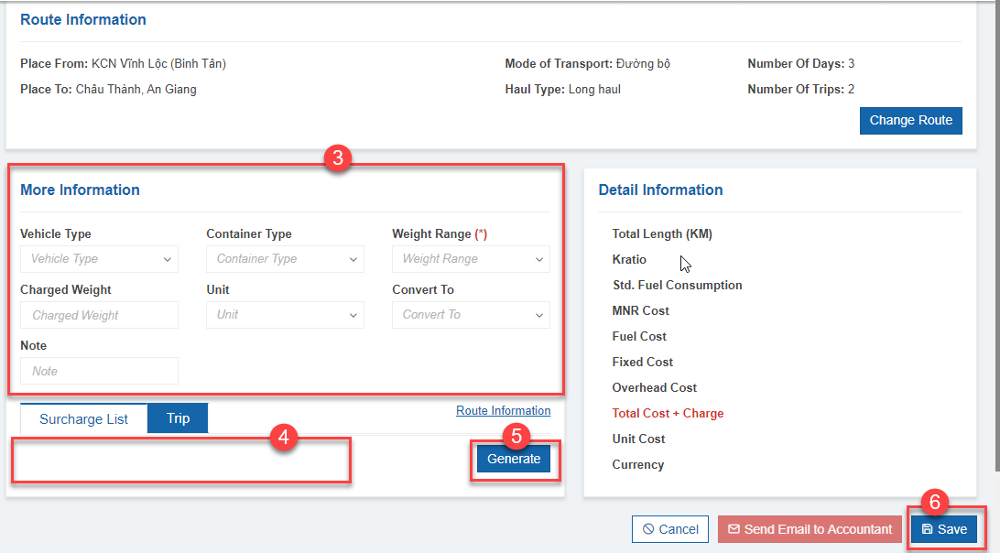 Route Information
Place From: KCN Vĩnh Lộc (Bình Tân)
Mode of Transport: Đường bộ
Number Of Days: 3
Place To: Châu Thành, An Giang
Haul Type: Long haul
Number Of Trips: 2
Change Route
3
More Information
Vehicle Type
Container Type
Weight Range (*)
Vehicle Type
Container Type
Weight Range
Charged Weight
Unit
Convert To
Charged Weight
Unit
Convert To
Note
Note
Detail Information
Total Length (KM)
Kratio
Std. Fuel Consumption
MNR Cost
Fuel Cost
Fixed Cost
Overhead Cost
Total Cost + Charge
Unit Cost
Currency
Surcharge List
Trip
Route Information
4
5
Generate
6
Cancel
Send Email to Accountant
Save